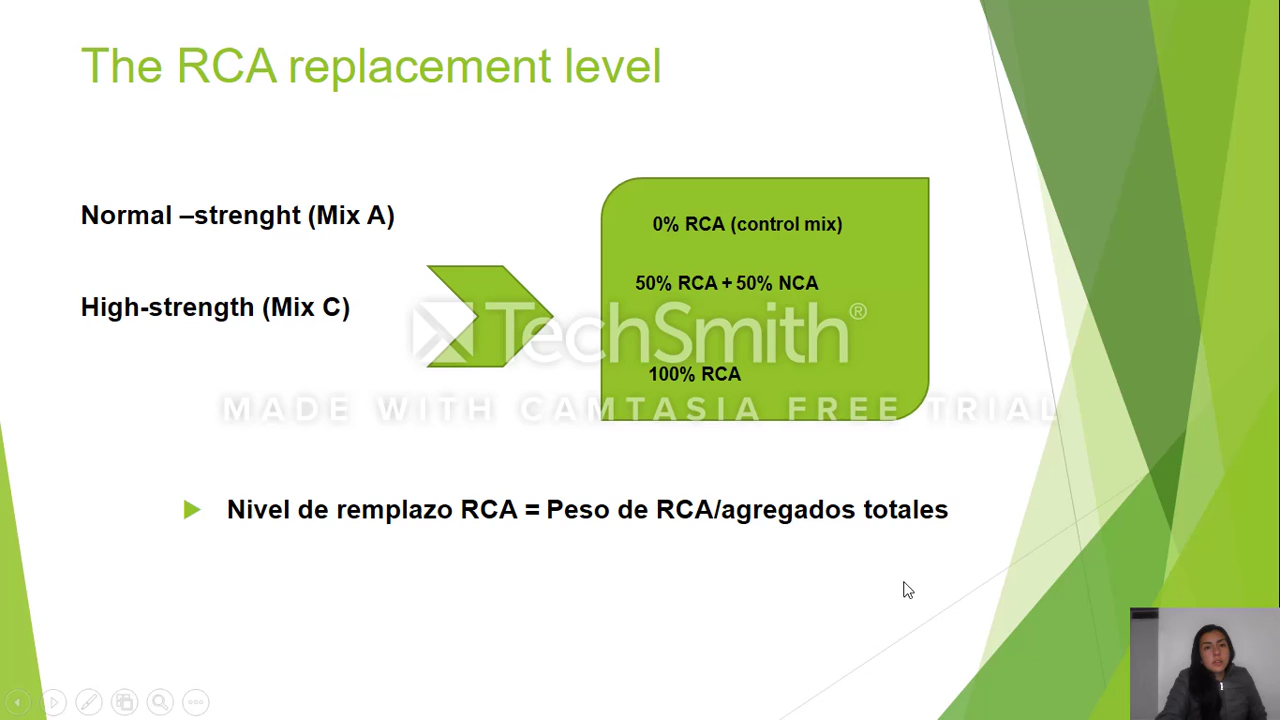 The RCA replacement level
Normal –strenght (Mix A)
High-strength (Mix C)
0% RCA (control mix)
50% RCA + 50% NCA
100% RCA
TechSmith®
MADE WITH CAMTASIA FREE TRIAL
Nivel de remplazo RCA = Peso de RCA/agregados totales